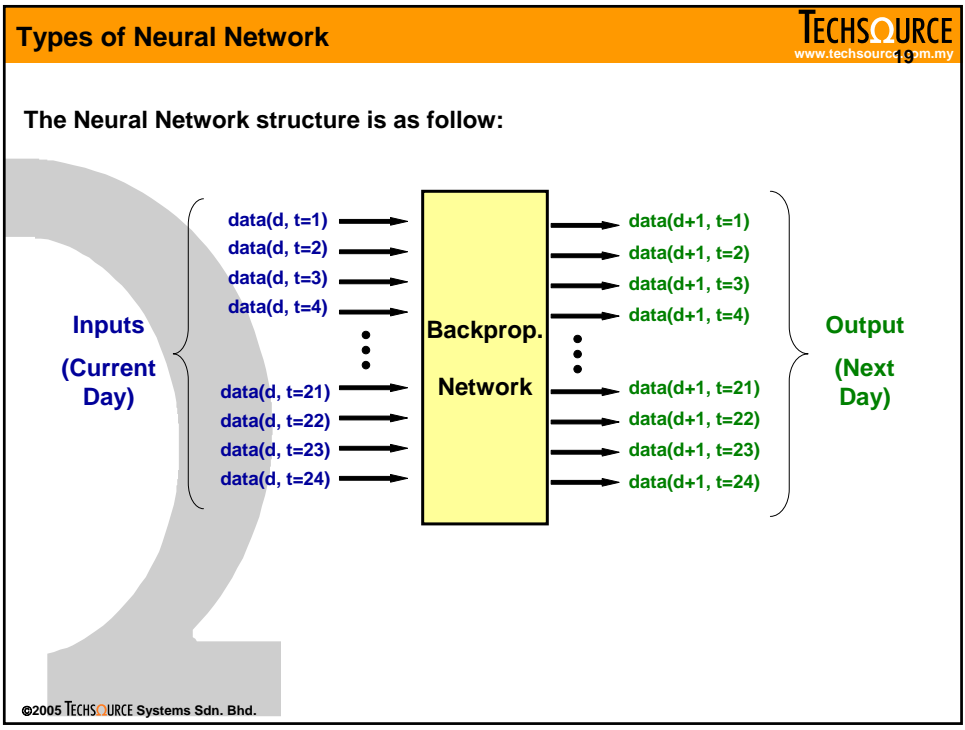 Types of Neural Network
TECHSΩURCE
www.techsource.com.my
19
The Neural Network structure is as follow:
Inputs
(Current
Day)
data(d, t=1)
data(d, t=2)
data(d, t=3)
data(d, t=4)
data(d, t=21)
data(d, t=22)
data(d, t=23)
data(d, t=24)
Backprop.
Network
data(d+1, t=1)
data(d+1, t=2)
data(d+1, t=3)
data(d+1, t=4)
data(d+1, t=21)
data(d+1, t=22)
data(d+1, t=23)
data(d+1, t=24)
Output
(Next
Day)
©2005 TECHSΩURCE Systems Sdn. Bhd.